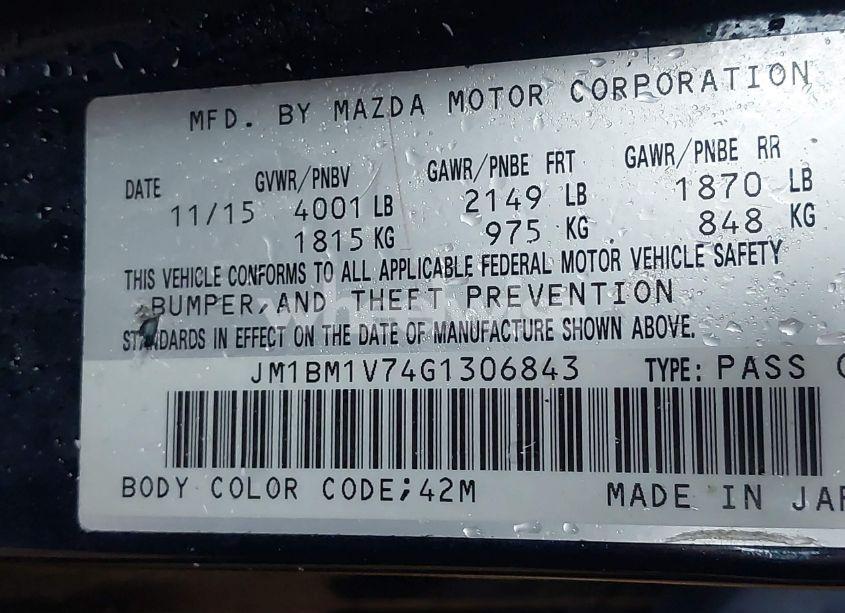 MFD. BY MAZDA MOTOR CORPORATION
DATE GVWR/PNBV GAWR/PNBE FRT GAWR/PNBE RR
11/15 4001 LB 2149 LB 1870 LB
1815 KG 975 KG 848 KG
THIS VEHICLE CONFORMS TO ALL APPLICABLE FEDERAL MOTOR VEHICLE SAFETY
BUMPER, AND THEFT PREVENTION
STANDARDS IN EFFECT ON THE DATE OF MANUFACTURE SHOWN ABOVE.
JM1BM1V74G1306843 TYPE: PASS
BODY COLOR CODE;42M MADE IN JAP